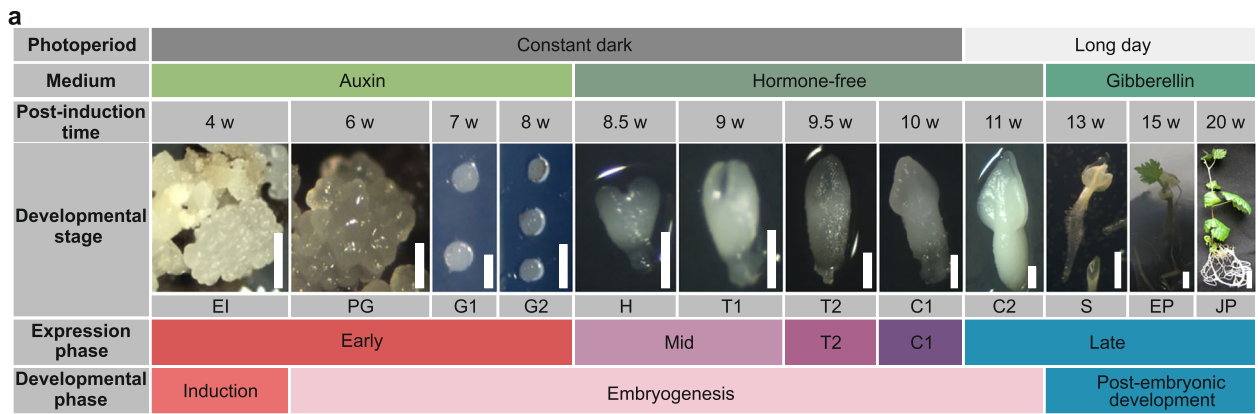 a
Photoperiod Constant dark Long day
Medium Auxin Hormone-free Gibberellin
Post-induction
time
4 w 6 w 7 w 8 w 8.5 w 9 w 9.5 w 10 w 11 w 13 w 15 w 20 w
Developmental
stage
EI PG G1 G2 H T1 T2 C1 C2 S EP JP
Expression
phase
Early Mid T2 C1 Late
Developmental
phase
Induction Embryogenesis
Post-embryonic
development